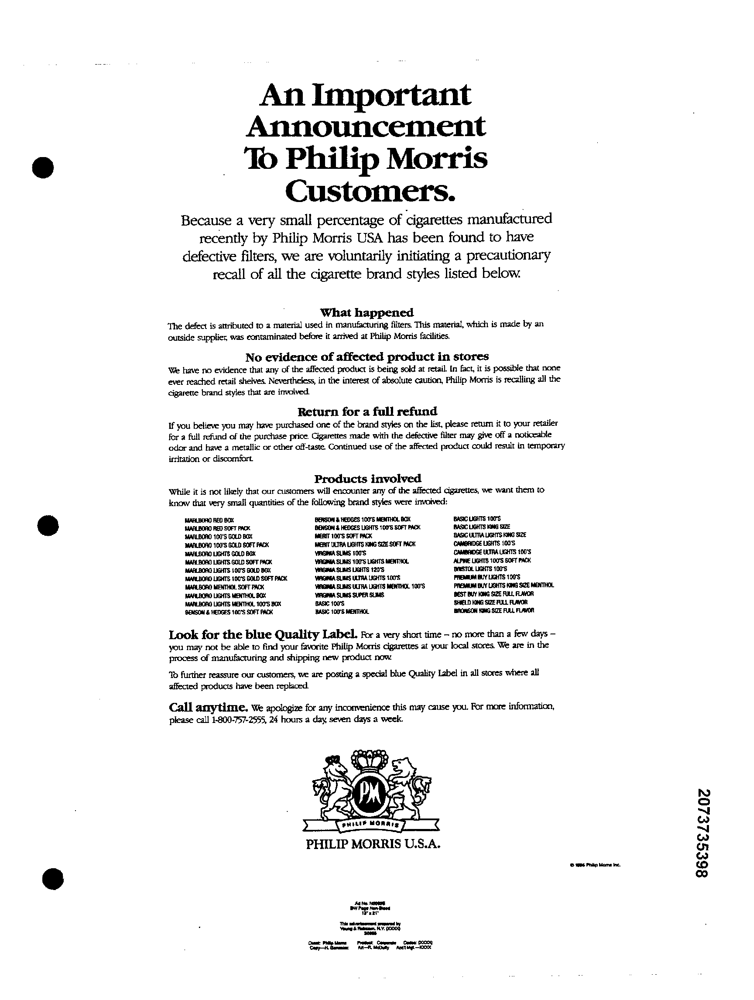 An Important
Announcement
To Philip Morris
Customers.
Because a very small percentage of cigarettes manufactured
recently by Philip Morris USA has been found to have
defective filters, we are voluntarily initiating a precautionary
recall of all the cigarette brand styles listed below.
What happened
The defect is attributed to a material used in manufacturing filters. This material, which is made by an
outside supplier, was contaminated before it arrived at Philip Morris facilities.
No evidence of affected product in stores
We have no evidence that any of the affected product is being sold at retail. In fact, it is possible that none
ever reached retail shelves. Nevertheless, in the interest of absolute caution, Philip Morris is recalling all the
cigarette brand styles that are involved.
Return for a full refund
If you believe you may have purchased one of the brand styles on the list, please return it to your retailer
for a full refund of the purchase price. Cigarettes made with the defective filter may give off a noticeable
odor and have a metallic or other off-taste. Continued use of the affected product could result in temporary
irritation or discomfort.
Products involved
While it is not likely that our customers will encounter any of the affected cigarettes, we want them to
know that very small quantities of the following brand styles were involved:
MARLBORO RED BOX
MARLBORO RED SOFT PACK
MARLBORO 100'S GOLD BOX
MARLBORO 100'S GOLD SOFT PACK
MARLBORO LIGHTS GOLD BOX
MARLBORO LIGHTS GOLD SOFT PACK
MARLBORO LIGHTS 100'S GOLD BOX
MARLBORO LIGHTS 100'S GOLD SOFT PACK
MARLBORO MENTHOL SOFT PACK
MARLBORO LIGHTS MENTHOL BOX
MARLBORO LIGHTS MENTHOL 100'S BOX
BENSON & HEDGES 100'S SOFT PACK
BENSON & HEDGES 100'S MENTHOL BOX
BENSON & HEDGES LIGHTS 100'S SOFT PACK
MERIT 100'S SOFT PACK
MERIT ULTRA LIGHTS KING SIZE SOFT PACK
VIRGINIA SLIMS 100'S
VIRGINIA SLIMS 100'S LIGHTS MENTHOL
VIRGINIA SLIMS LIGHTS 120'S
VIRGINIA SLIMS ULTRA LIGHTS 100'S
VIRGINIA SLIMS ULTRA LIGHTS MENTHOL 100'S
VIRGINIA SLIMS SUPER SLIMS
BASIC 100'S
BASIC 100'S MENTHOL
BASIC LIGHTS 100'S
BASIC LIGHTS KING SIZE
BASIC ULTRA LIGHTS KING SIZE
CAMBRIDGE LIGHTS 100'S
CAMBRIDGE ULTRA LIGHTS 100'S
ALPINE LIGHTS 100'S SOFT PACK
BRISTOL LIGHTS 100'S
PREMIUM BUY LIGHTS 100'S
PREMIUM BUY LIGHTS KING SIZE MENTHOL
BEST BUY KING SIZE FULL FLAVOR
SHIELD KING SIZE FULL FLAVOR
BRONSON KING SIZE FULL FLAVOR
Look for the blue Quality Label. For a very short time – no more than a few days –
you may not be able to find your favorite Philip Morris cigarettes at your local stores. We are in the
process of manufacturing and shipping new product now.
To further reassure our customers, we are posting a special blue Quality Label in all stores where all
affected products have been replaced.
Call anytime. We apologize for any inconvenience this may cause you. For more information,
please call 1-800-757-2555, 24 hours a day, seven days a week.
PM
PHILIP MORRIS
PHILIP MORRIS U.S.A.
2073735398
Philip Morris Inc.
Ad No.
BW Page Non-Bleed
This advertisement prepared by
Young & Rubicam, N.Y.
Client: Philip Morris Product: Corporate